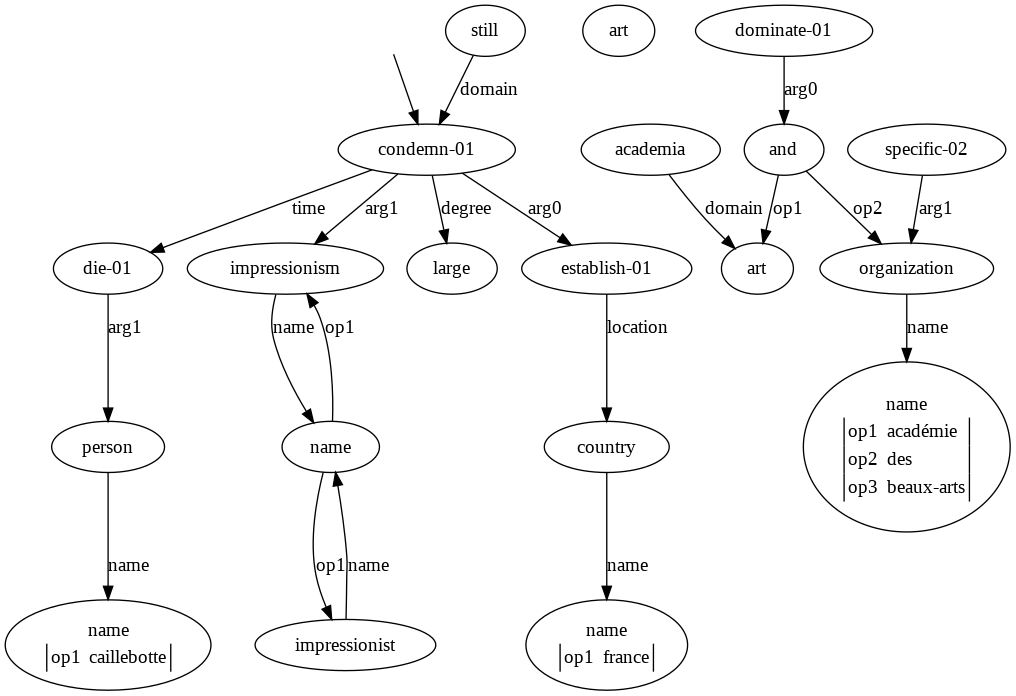 still
art
dominate-01
domain
arg0
condemn-01
academia
and
specific-02
time
arg1
degree
arg0
domain
op1
op2
arg1
die-01
impressionism
large
establish-01
art
organization
arg1
name
op1
location
name
person
name
country
name
op1 académie
op2 des
op3 beaux-arts
name
op1
name
name
name
op1 caillebotte
impressionist
name
op1 france